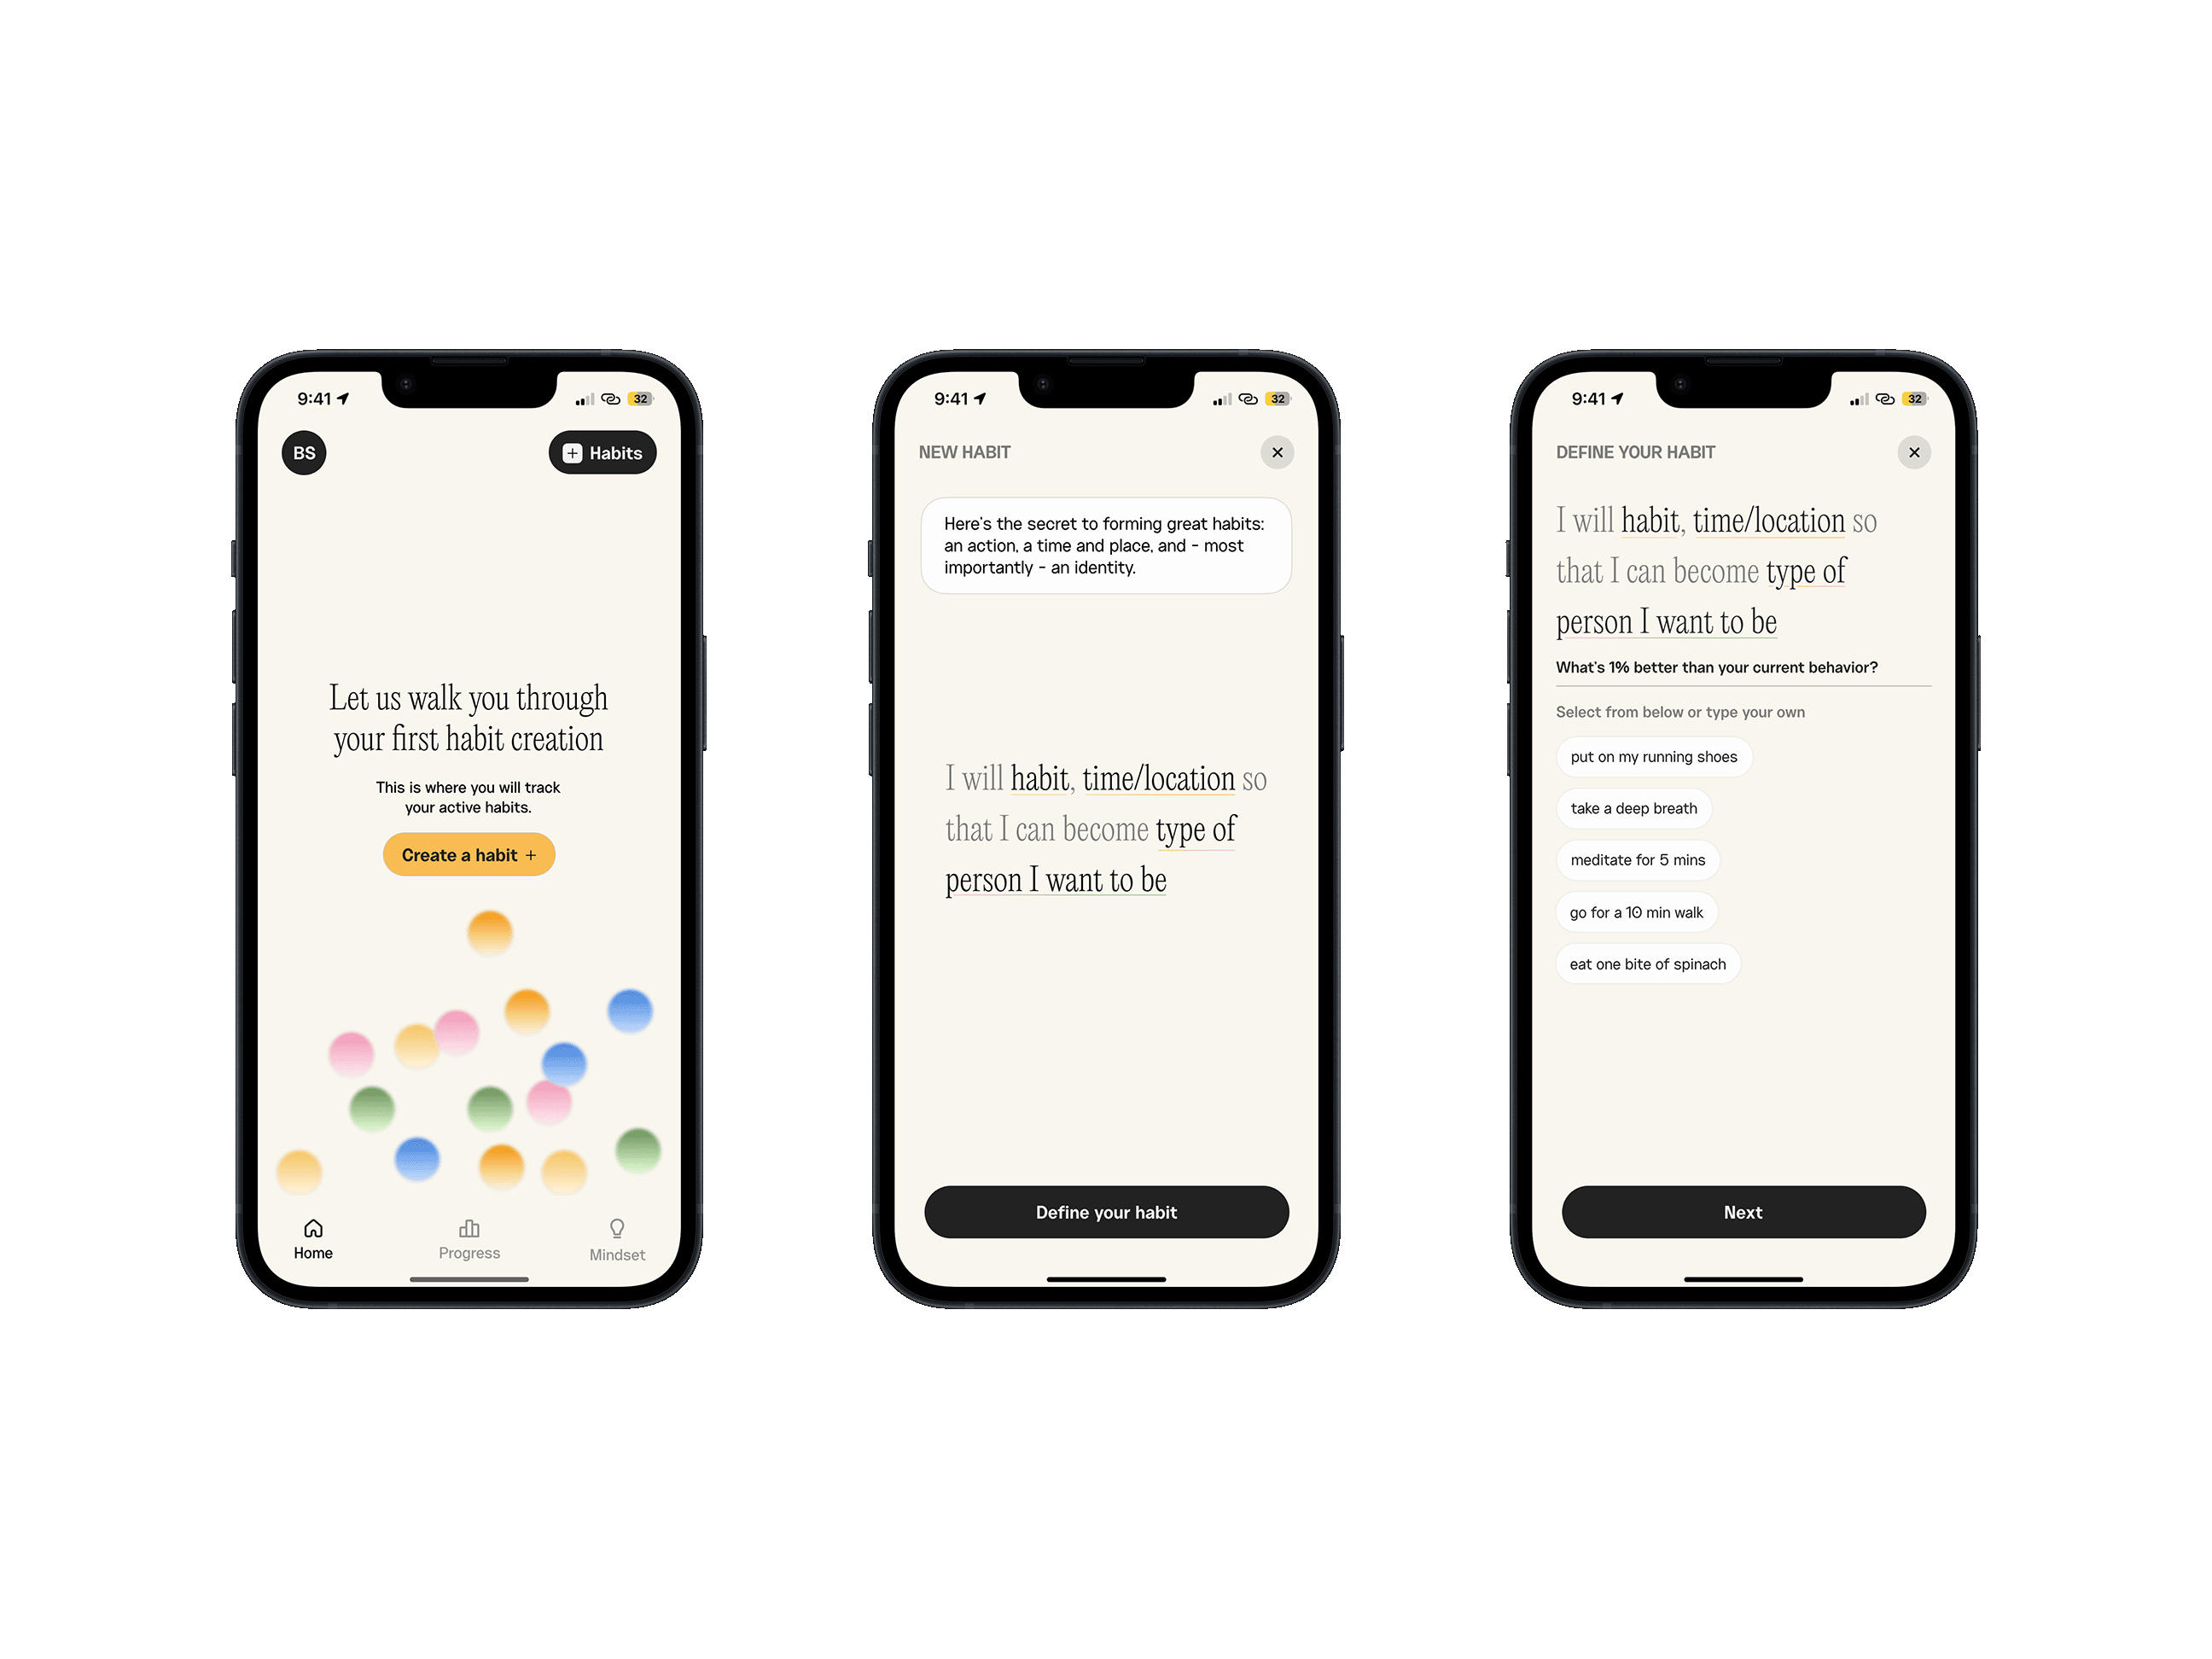 9:41
32
BS
+ Habits
Let us walk you through
your first habit creation
This is where you will track
your active habits.
Create a habit +
Home
Progress
Mindset
9:41
32
NEW HABIT
Here's the secret to forming great habits:
an action, a time and place, and - most
importantly - an identity.
I will habit, time/location so
that I can become type of
person I want to be
Define your habit
9:41
32
DEFINE YOUR HABIT
I will habit, time/location so
that I can become type of
person I want to be
What's 1% better than your current behavior?
Select from below or type your own
put on my running shoes
take a deep breath
meditate for 5 mins
go for a 10 min walk
eat one bite of spinach
Next